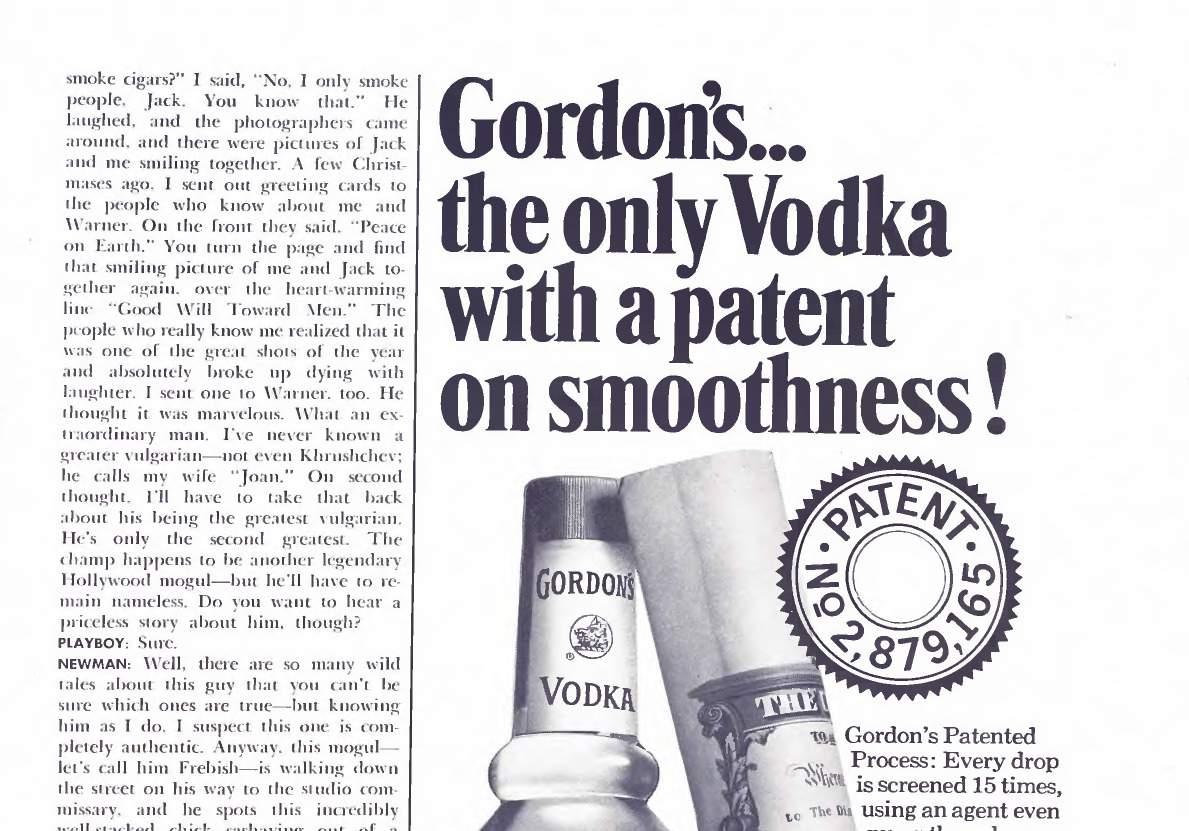 smoke cigars?" I said, "No, I only smoke
people, Jack. You know that." He
laughed, and the photographers came
around, and there were pictures of Jack
and me smiling together. A few Christ-
mases ago, I sent out greeting cards to
the people who know about me and
Warner. On the front they said, "Peace
on Earth." You turn the page and find
that smiling picture of me and Jack to-
gether again, over the heart-warming
line "Good Will Toward Men." The
people who really know me realized that it
was one of the great shots of the year
and absolutely broke up dying with
laughter. I sent one to Warner, too. He
thought it was marvelous. What an ex-
traordinary man. I've never known a
greater vulgarian—not even Khrushchev;
he calls my wife "Joan." On second
thought, I'll have to take that back
about his being the greatest vulgarian.
He's only the second greatest. The
champ happens to be another legendary
Hollywood mogul—but he'll have to re-
main nameless. Do you want to hear a
priceless story about him, though?
PLAYBOY: Sure.
NEWMAN: Well, there are so many wild
tales about this guy that you can't be
sure which ones are true—but knowing
him as I do, I suspect this one is com-
pletely authentic. Anyway, this mogul—
let's call him Frebish—is walking down
the street on his way to the studio com-
missary, and he spots this incredibly
well-stacked chick sashaying out of a
Gordon's...
the only Vodka
with a patent
on smoothness!
GORDON'S
®
VODKA
· PATENT ·
No 2,879,165
THE
TO
to The
Gordon's Patented
Process: Every drop
is screened 15 times,
using an agent even